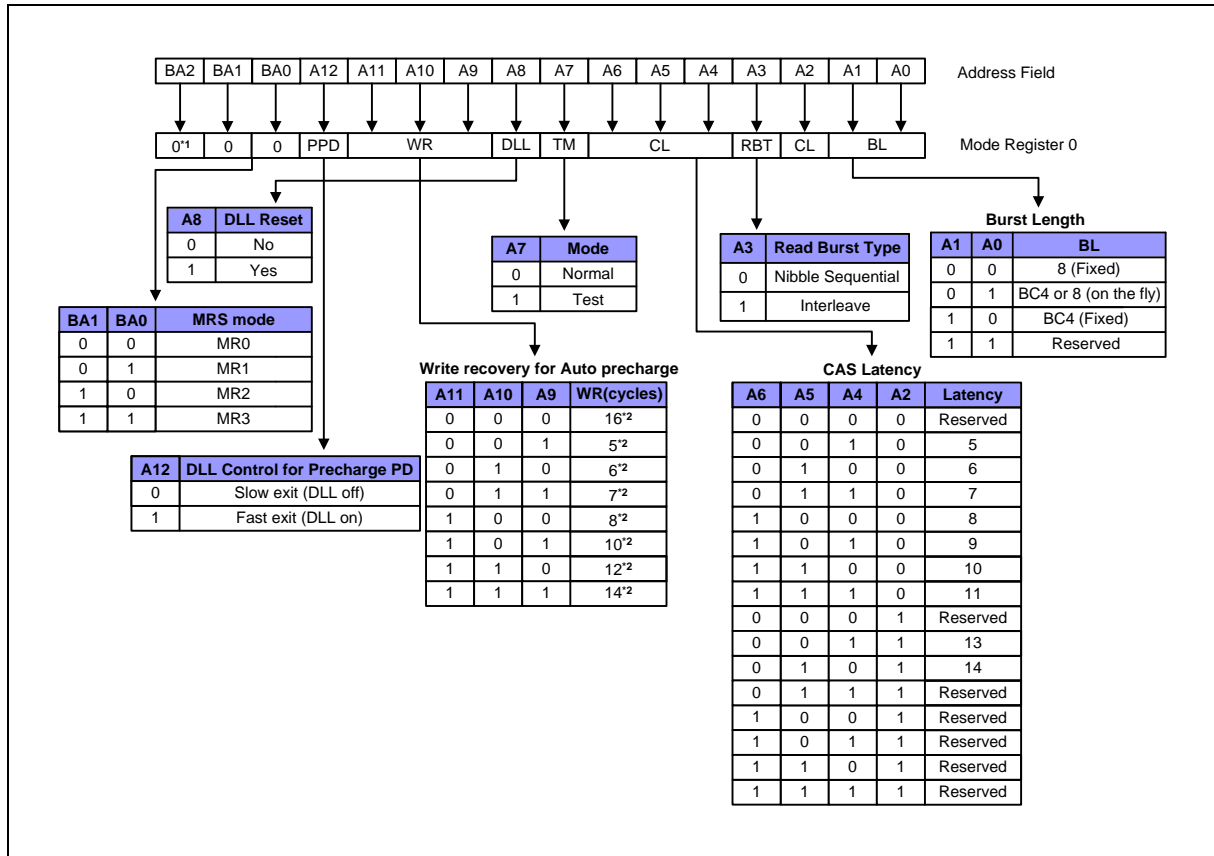 BA2 BA1 BA0 A12 A11 A10 A9 A8 A7 A6 A5 A4 A3 A2 A1 A0 Address Field
0*1 0 0 PPD WR DLL TM CL RBT CL BL Mode Register 0
A8 DLL Reset
0 No
1 Yes
A7 Mode
0 Normal
1 Test
A3 Read Burst Type
0 Nibble Sequential
1 Interleave
Burst Length
A1 A0 BL
0 0 8 (Fixed)
0 1 BC4 or 8 (on the fly)
1 0 BC4 (Fixed)
1 1 Reserved
BA1 BA0 MRS mode
0 0 MR0
0 1 MR1
1 0 MR2
1 1 MR3
A12 DLL Control for Precharge PD
0 Slow exit (DLL off)
1 Fast exit (DLL on)
Write recovery for Auto precharge
A11 A10 A9 WR(cycles)
0 0 0 16*2
0 0 1 5*2
0 1 0 6*2
0 1 1 7*2
1 0 0 8*2
1 0 1 10*2
1 1 0 12*2
1 1 1 14*2
CAS Latency
A6 A5 A4 A2 Latency
0 0 0 0 Reserved
0 0 1 0 5
0 1 0 0 6
0 1 1 0 7
1 0 0 0 8
1 0 1 0 9
1 1 0 0 10
1 1 1 0 11
0 0 0 1 Reserved
0 0 1 1 13
0 1 0 1 14
0 1 1 1 Reserved
1 0 0 1 Reserved
1 0 1 1 Reserved
1 1 0 1 Reserved
1 1 1 1 Reserved